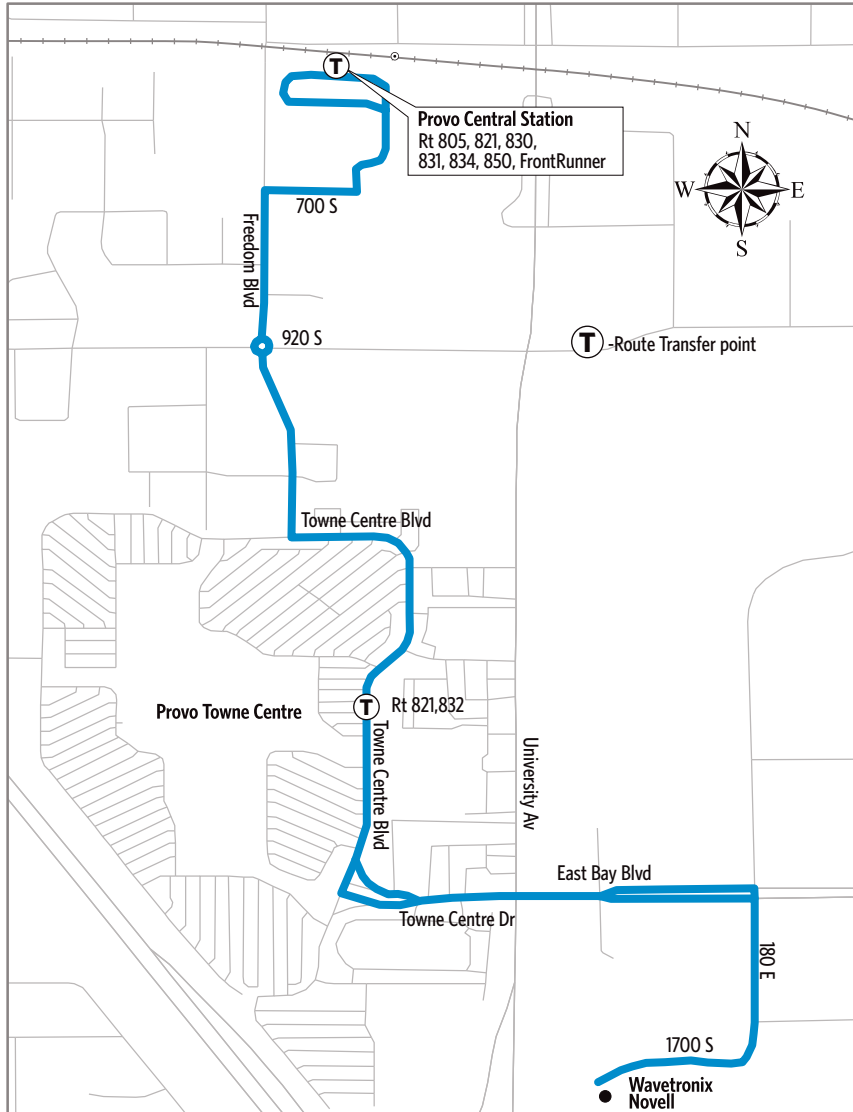 T
Provo Central Station
Rt 805, 821, 830,
831, 834, 850, FrontRunner
N
W
E
S
700 S
Freedom Blvd
920 S
T -Route Transfer point
Towne Centre Blvd
Provo Towne Centre
T Rt 821,832
Towne Centre Blvd
University Av
East Bay Blvd
Towne Centre Dr
180 E
1700 S
Wavetronix
Novell